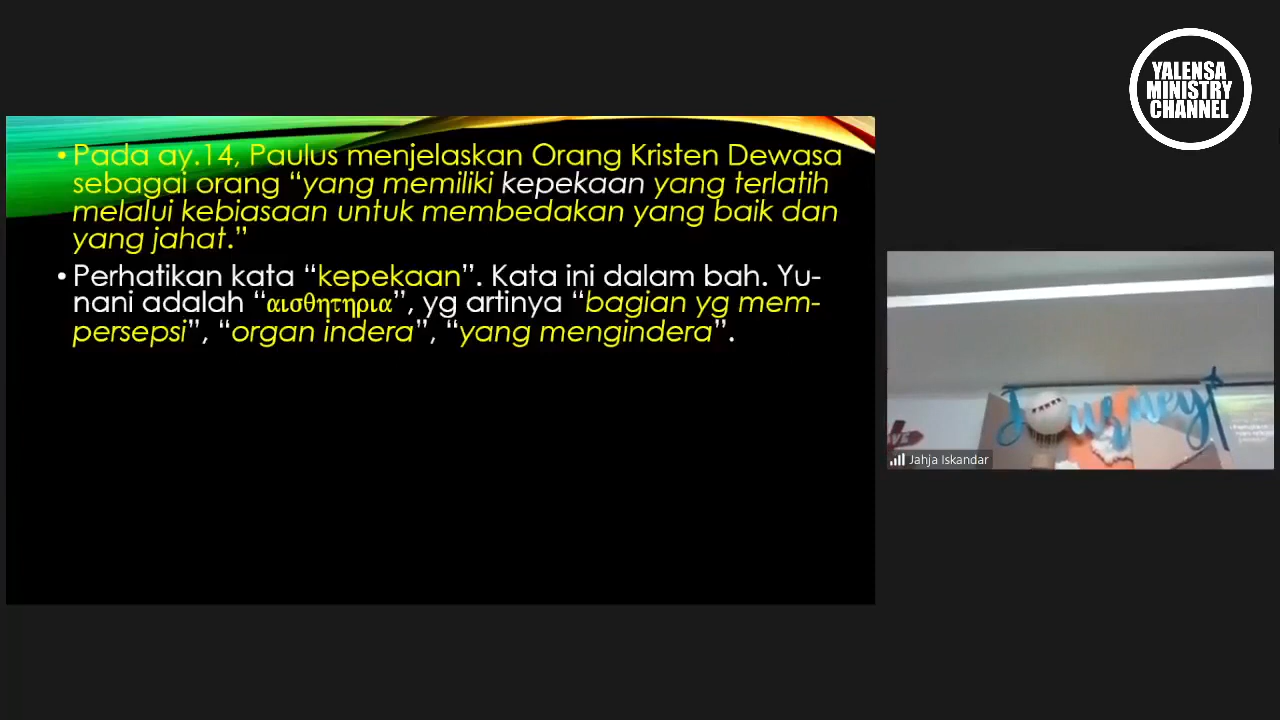 YALENSA
MINISTRY
CHANNEL
• Pada ay.14, Paulus menjelaskan Orang Kristen Dewasa
sebagai orang “yang memiliki kepekaan yang terlatih
melalui kebiasaan untuk membedakan yang baik dan
yang jahat.”
• Perhatikan kata “kepekaan”. Kata ini dalam bah. Yu-
nani adalah “αισθητηρια”, yg artinya “bagian yg mem-
persepsi”, “organ indera”, “yang mengindera”.
Journey
Jahja Iskandar